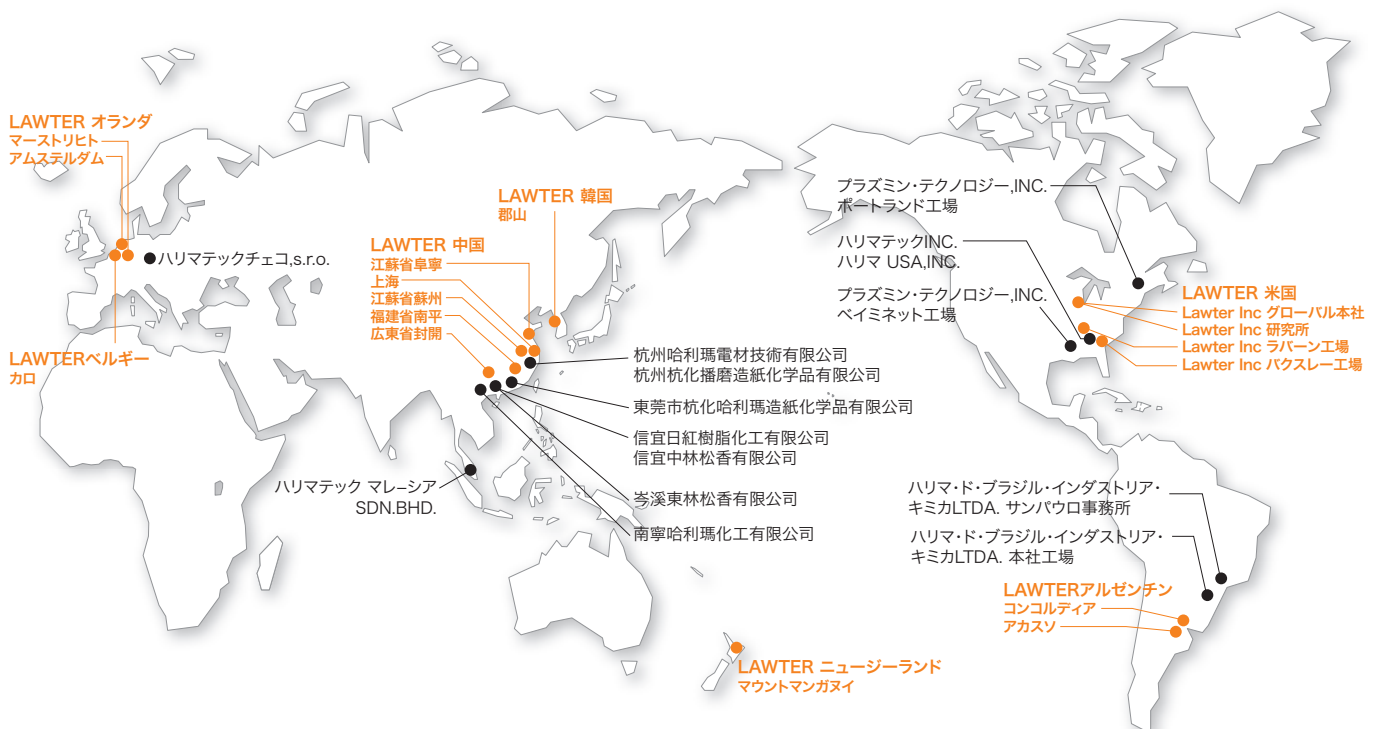 LAWTER オランダ
マーストリヒト
アムステルダム
ハリマテックチェコ,s.r.o.
LAWTERベルギー
カロ
LAWTER 韓国
郡山
LAWTER 中国
江蘇省阜寧
上海
江蘇省蘇州
福建省南平
広東省封開
杭州哈利瑪電材技術有限公司
杭州杭化播磨造紙化学品有限公司
東莞市杭化哈利瑪造紙化学品有限公司
信宜日紅樹脂化工有限公司
信宜中林松香有限公司
岑溪東林松香有限公司
南寧哈利瑪化工有限公司
ハリマテック マレーシア
SDN.BHD.
LAWTER ニュージーランド
マウントマンガヌイ
プラズミン・テクノロジー,INC.
ポートランド工場
ハリマテックINC.
ハリマ USA,INC.
プラズミン・テクノロジー,INC.
ベイミネット工場
LAWTER 米国
Lawter Inc グローバル本社
Lawter Inc 研究所
Lawter Inc ラバーン工場
Lawter Inc バクスレー工場
ハリマ・ド・ブラジル・インダストリア・
キミカLTDA. サンパウロ事務所
ハリマ・ド・ブラジル・インダストリア・
キミカLTDA. 本社工場
LAWTERアルゼンチン
コンコルディア
アカスソ